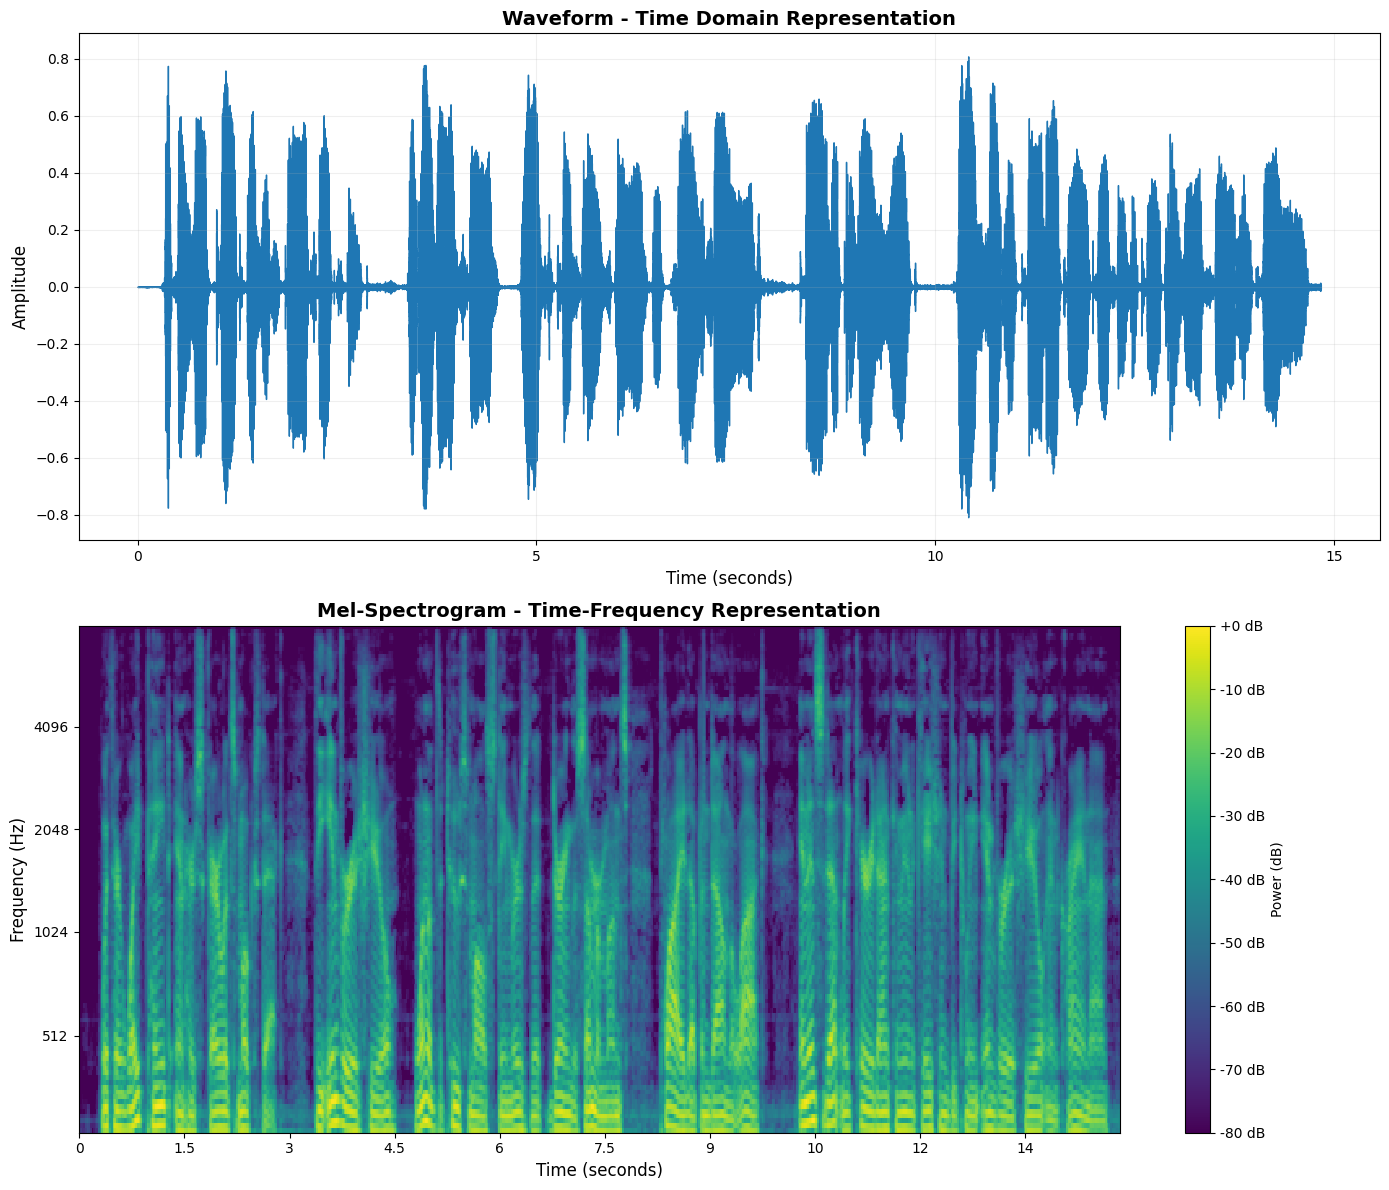 Waveform - Time Domain Representation
0.8
0.6
0.4
0.2
0.0
−0.2
−0.4
−0.6
−0.8
Amplitude
0 5 10 15
Time (seconds)
Mel-Spectrogram - Time-Frequency Representation
4096
2048
1024
512
Frequency (Hz)
0 1.5 3 4.5 6 7.5 9 10 12 14
Time (seconds)
+0 dB
-10 dB
-20 dB
-30 dB
-40 dB
-50 dB
-60 dB
-70 dB
-80 dB
Power (dB)